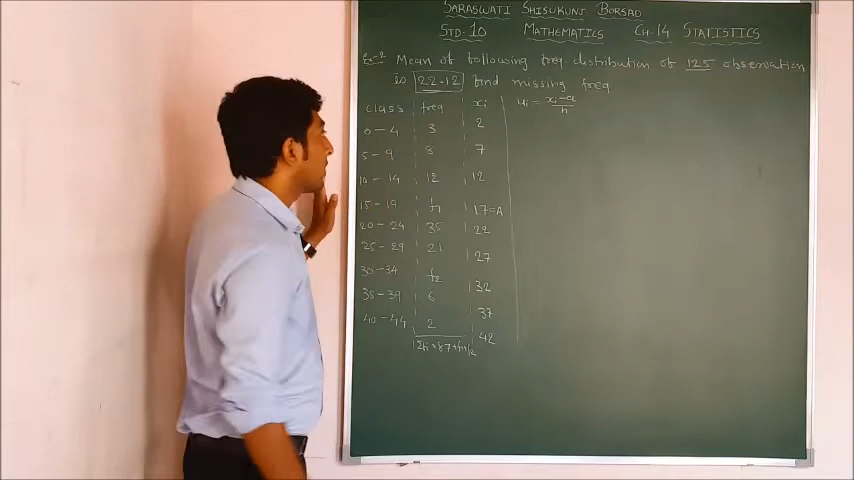 SARASWATI SHISUKUNJ BORSAD
STD-10 MATHEMATICS CH-14 STATISTICS
Ex-2 Mean of following freq. distribution of 125 observation
is 22.12 find missing freq
class freq xi ui = xi-a/h
0-4 3 2
5-9 8 7
10-14 12 12
15-19 f1 17=A
20-24 35 22
25-29 21 27
30-34 f2 32
35-39 6 37
40-44 2 42
Σfi=87+f1+f2